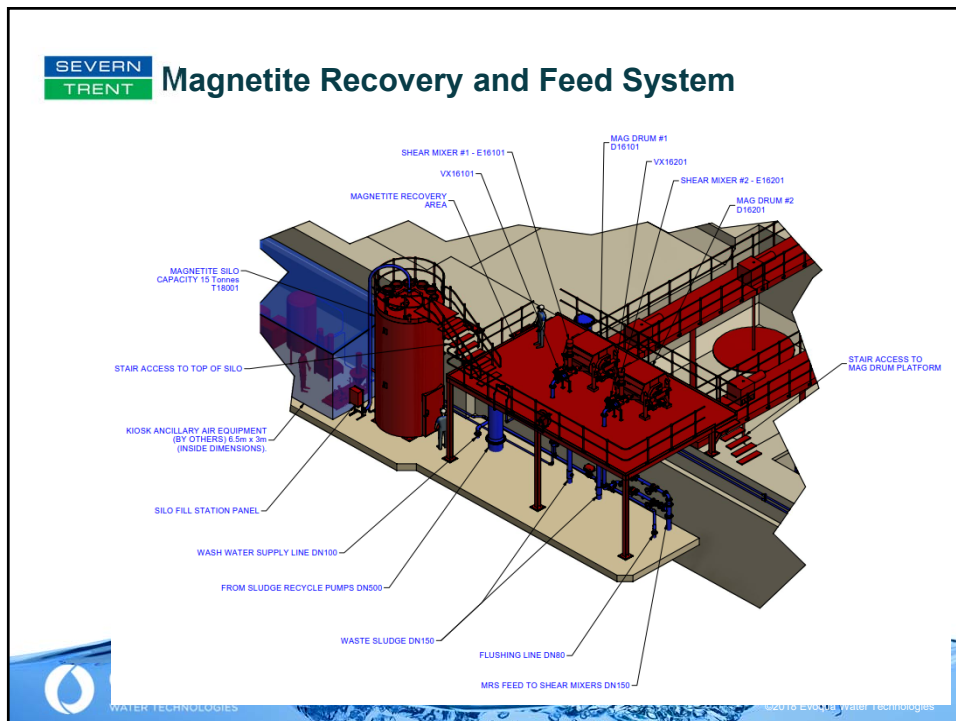 SEVERN
TRENT
Magnetite Recovery and Feed System
MAG DRUM #1
D16101
SHEAR MIXER #1 - E16101
VX16201
VX16101
SHEAR MIXER #2 - E16201
MAGNETITE RECOVERY
AREA
MAG DRUM #2
D16201
MAGNETITE SILO
CAPACITY 15 Tonnes
T18001
STAIR ACCESS TO TOP OF SILO
STAIR ACCESS TO
MAG DRUM PLATFORM
KIOSK ANCILLARY AIR EQUIPMENT
(BY OTHERS) 6.5m x 3m
(INSIDE DIMENSIONS).
SILO FILL STATION PANEL
WASH WATER SUPPLY LINE DN100
FROM SLUDGE RECYCLE PUMPS DN500
WASTE SLUDGE DN150
FLUSHING LINE DN80
MRS FEED TO SHEAR MIXERS DN150
WATER TECHNOLOGIES
©2018 Evoqua Water Technologies